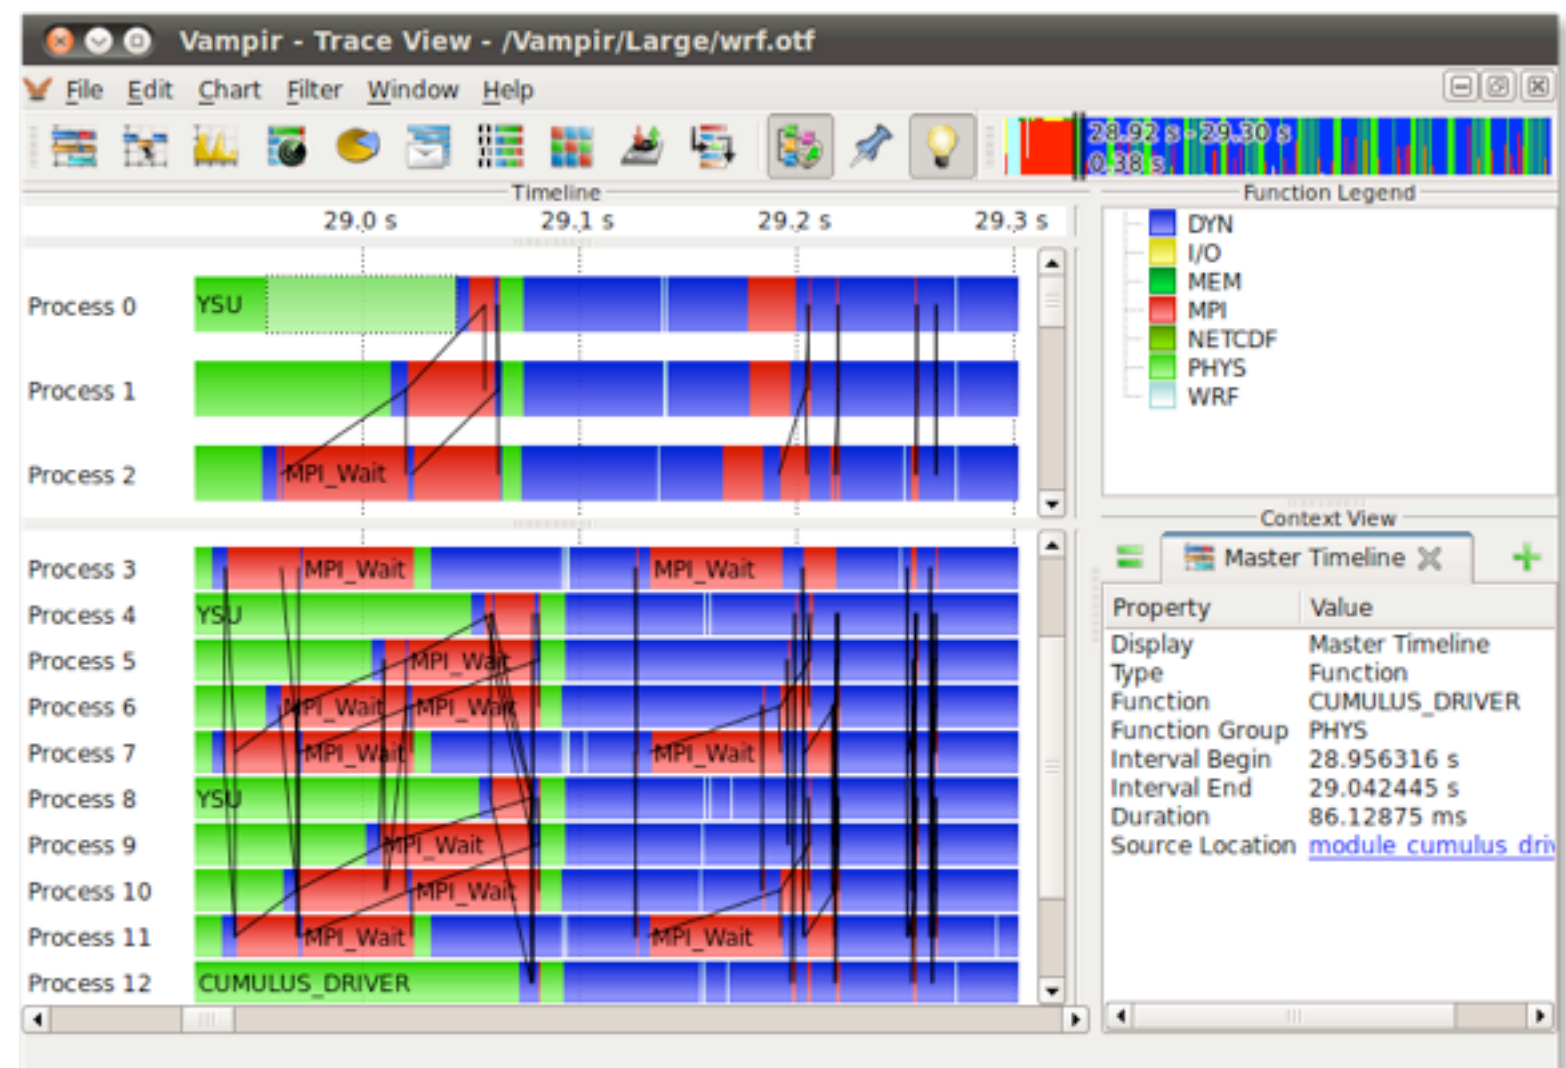 Vampir - Trace View - /Vampir/Large/wrf.otf
File Edit Chart Filter Window Help
28.92 s - 29.30 s
0.38 s
Timeline
29.0 s 29.1 s 29.2 s 29.3 s
Process 0 YSU
Process 1
Process 2 MPI_Wait
Process 3 MPI_Wait MPI_Wait
Process 4 YSU
Process 5 MPI_Wait
Process 6 MPI_Wait MPI_Wait
Process 7 MPI_Wait MPI_Wait
Process 8 YSU
Process 9 MPI_Wait
Process 10 MPI_Wait
Process 11 MPI_Wait MPI_Wait
Process 12 CUMULUS_DRIVER
Function Legend
DYN
I/O
MEM
MPI
NETCDF
PHYS
WRF
Context View
Master Timeline
Property Value
Display Master Timeline
Type Function
Function CUMULUS_DRIVER
Function Group PHYS
Interval Begin 28.956316 s
Interval End 29.042445 s
Duration 86.12875 ms
Source Location module_cumulus_driv